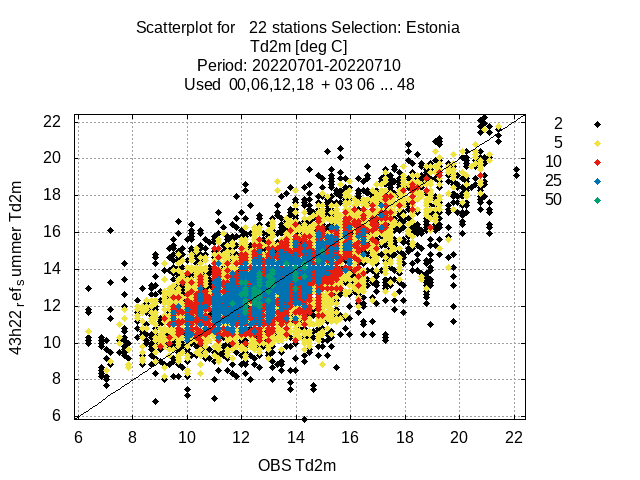 Scatterplot for 22 stations Selection: Estonia
Td2m [deg C]
Period: 20220701-20220710
Used 00,06,12,18 + 03 06 ... 48
22
20
18
16
14
12
10
8
6
6 8 10 12 14 16 18 20 22
43h22_ref_summer Td2m
OBS Td2m
2
5
10
25
50